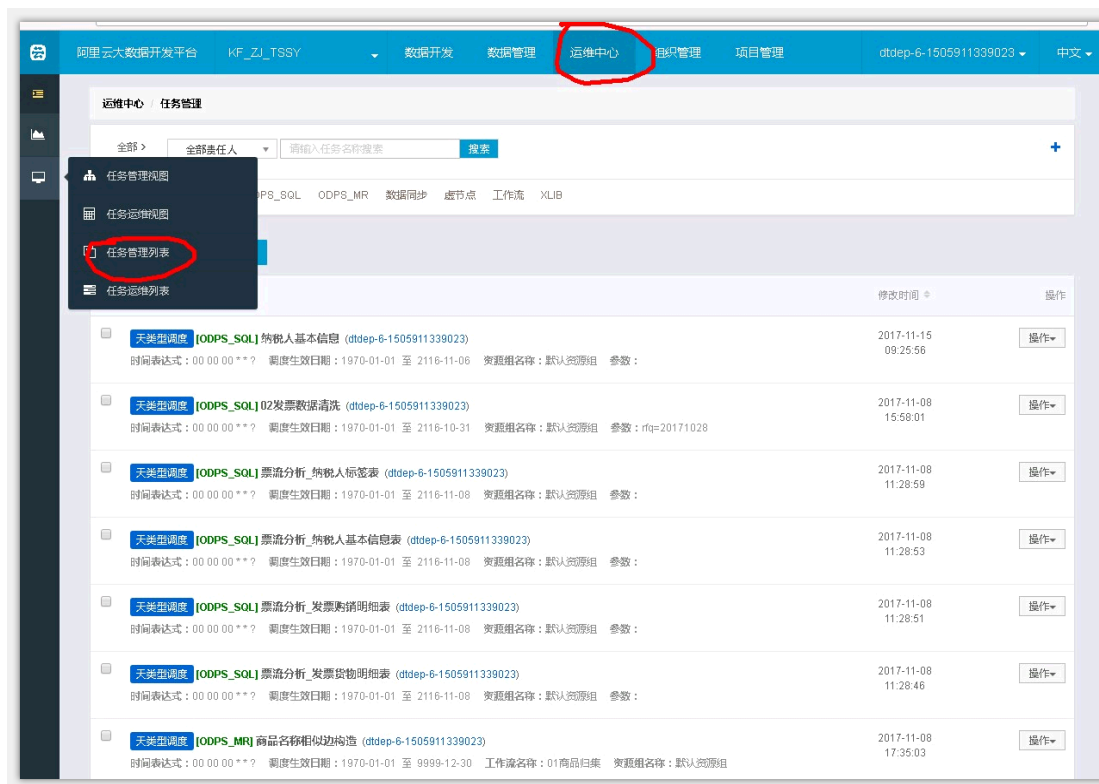 阿里云大数据开发平台 KF_ZJ_TSSY 数据开发 数据管理 运维中心 组织管理 项目管理 dtdep-6-1505911339023 中文
运维中心 / 任务管理
全部 > 全部责任人 请输入任务名称搜索 搜索
任务管理视图
PS_SQL ODPS_MR 数据同步 虚节点 工作流 XLIB
任务运维视图
任务管理列表
任务运维列表
修改时间 操作
天类型调度 [ODPS_SQL] 纳税人基本信息 (dtdep-6-1505911339023) 2017-11-15 09:25:56 操作
时间表达式：00 00 00 * * ? 调度生效日期：1970-01-01 至 2116-11-06 资源组名称：默认资源组 参数：
天类型调度 [ODPS_SQL] 02发票数据清洗 (dtdep-6-1505911339023) 2017-11-08 15:58:01 操作
时间表达式：00 00 00 * * ? 调度生效日期：1970-01-01 至 2116-10-31 资源组名称：默认资源组 参数：rfq=20171028
天类型调度 [ODPS_SQL] 票流分析_纳税人标签表 (dtdep-6-1505911339023) 2017-11-08 11:28:59 操作
时间表达式：00 00 00 * * ? 调度生效日期：1970-01-01 至 2116-11-08 资源组名称：默认资源组 参数：
天类型调度 [ODPS_SQL] 票流分析_纳税人基本信息表 (dtdep-6-1505911339023) 2017-11-08 11:28:53 操作
时间表达式：00 00 00 * * ? 调度生效日期：1970-01-01 至 2116-11-08 资源组名称：默认资源组 参数：
天类型调度 [ODPS_SQL] 票流分析_发票购销明细表 (dtdep-6-1505911339023) 2017-11-08 11:28:51 操作
时间表达式：00 00 00 * * ? 调度生效日期：1970-01-01 至 2116-11-08 资源组名称：默认资源组 参数：
天类型调度 [ODPS_SQL] 票流分析_发票货物明细表 (dtdep-6-1505911339023) 2017-11-08 11:28:46 操作
时间表达式：00 00 00 * * ? 调度生效日期：1970-01-01 至 2116-11-08 资源组名称：默认资源组 参数：
天类型调度 [ODPS_MR] 商品名称相似边构造 (dtdep-6-1505911339023) 2017-11-08 17:35:03 操作
时间表达式：00 00 00 * * ? 调度生效日期：1970-01-01 至 9999-12-30 工作流名称：01商品归集 资源组名称：默认资源组